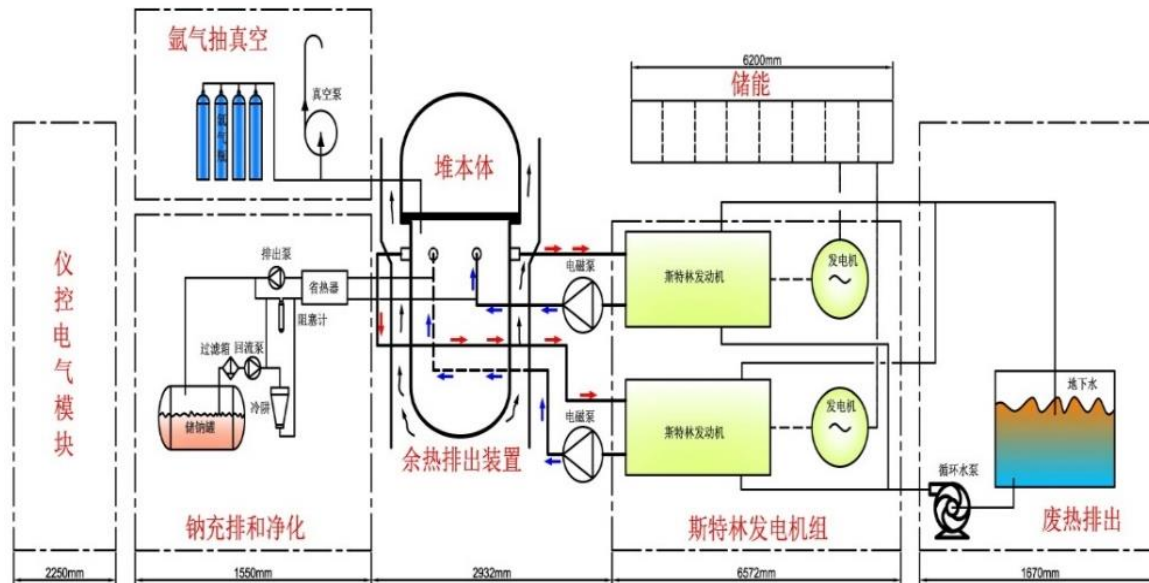 氩气抽真空
真空泵
氩气瓶
6200mm
储能
堆本体
仪控电气模块
排出泵
省热器
阻塞计
过滤箱
回流泵
冷阱
储钠罐
钠充排和净化
电磁泵
斯特林发动机
发电机
电磁泵
斯特林发动机
发电机
余热排出装置
斯特林发电机组
地下水
循环水泵
废热排出
2250mm
1550mm
2932mm
6572mm
1670mm